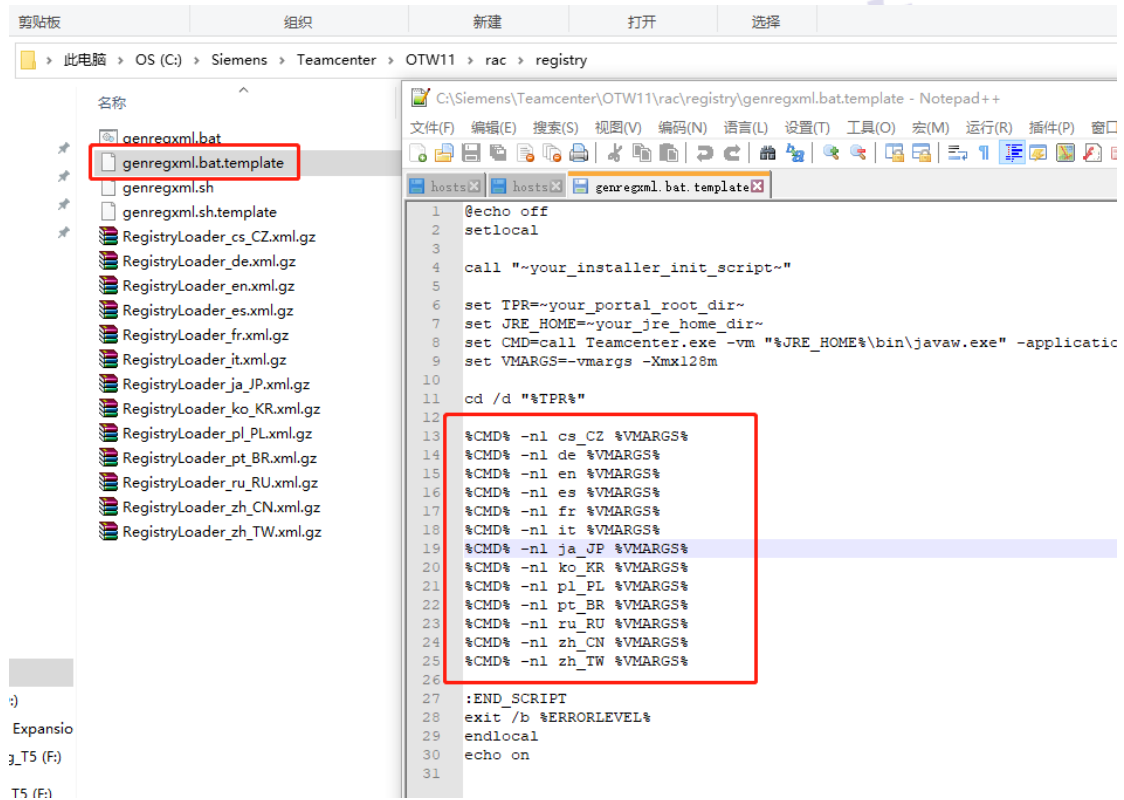 剪贴板 组织 新建 打开 选择
此电脑 > OS (C:) > Siemens > Teamcenter > OTW11 > rac > registry
名称
genregxml.bat
genregxml.bat.template
genregxml.sh
genregxml.sh.template
RegistryLoader_cs_CZ.xml.gz
RegistryLoader_de.xml.gz
RegistryLoader_en.xml.gz
RegistryLoader_es.xml.gz
RegistryLoader_fr.xml.gz
RegistryLoader_it.xml.gz
RegistryLoader_ja_JP.xml.gz
RegistryLoader_ko_KR.xml.gz
RegistryLoader_pl_PL.xml.gz
RegistryLoader_pt_BR.xml.gz
RegistryLoader_ru_RU.xml.gz
RegistryLoader_zh_CN.xml.gz
RegistryLoader_zh_TW.xml.gz
:)
Expansio
g_T5 (F:)
T5 (F:)
C:\Siemens\Teamcenter\OTW11\rac\registry\genregxml.bat.template - Notepad++
文件(F) 编辑(E) 搜索(S) 视图(V) 编码(N) 语言(L) 设置(T) 工具(O) 宏(M) 运行(R) 插件(P) 窗口
hosts hosts genregxml.bat.template
1 @echo off
2 setlocal
3
4 call "~your_installer_init_script~"
5
6 set TPR=~your_portal_root_dir~
7 set JRE_HOME=~your_jre_home_dir~
8 set CMD=call Teamcenter.exe -vm "%JRE_HOME%\bin\javaw.exe" -applicatio
9 set VMARGS=-vmargs -Xmx128m
10
11 cd /d "%TPR%"
12
13 %CMD% -nl cs_CZ %VMARGS%
14 %CMD% -nl de %VMARGS%
15 %CMD% -nl en %VMARGS%
16 %CMD% -nl es %VMARGS%
17 %CMD% -nl fr %VMARGS%
18 %CMD% -nl it %VMARGS%
19 %CMD% -nl ja_JP %VMARGS%
20 %CMD% -nl ko_KR %VMARGS%
21 %CMD% -nl pl_PL %VMARGS%
22 %CMD% -nl pt_BR %VMARGS%
23 %CMD% -nl ru_RU %VMARGS%
24 %CMD% -nl zh_CN %VMARGS%
25 %CMD% -nl zh_TW %VMARGS%
26
27 :END_SCRIPT
28 exit /b %ERRORLEVEL%
29 endlocal
30 echo on
31